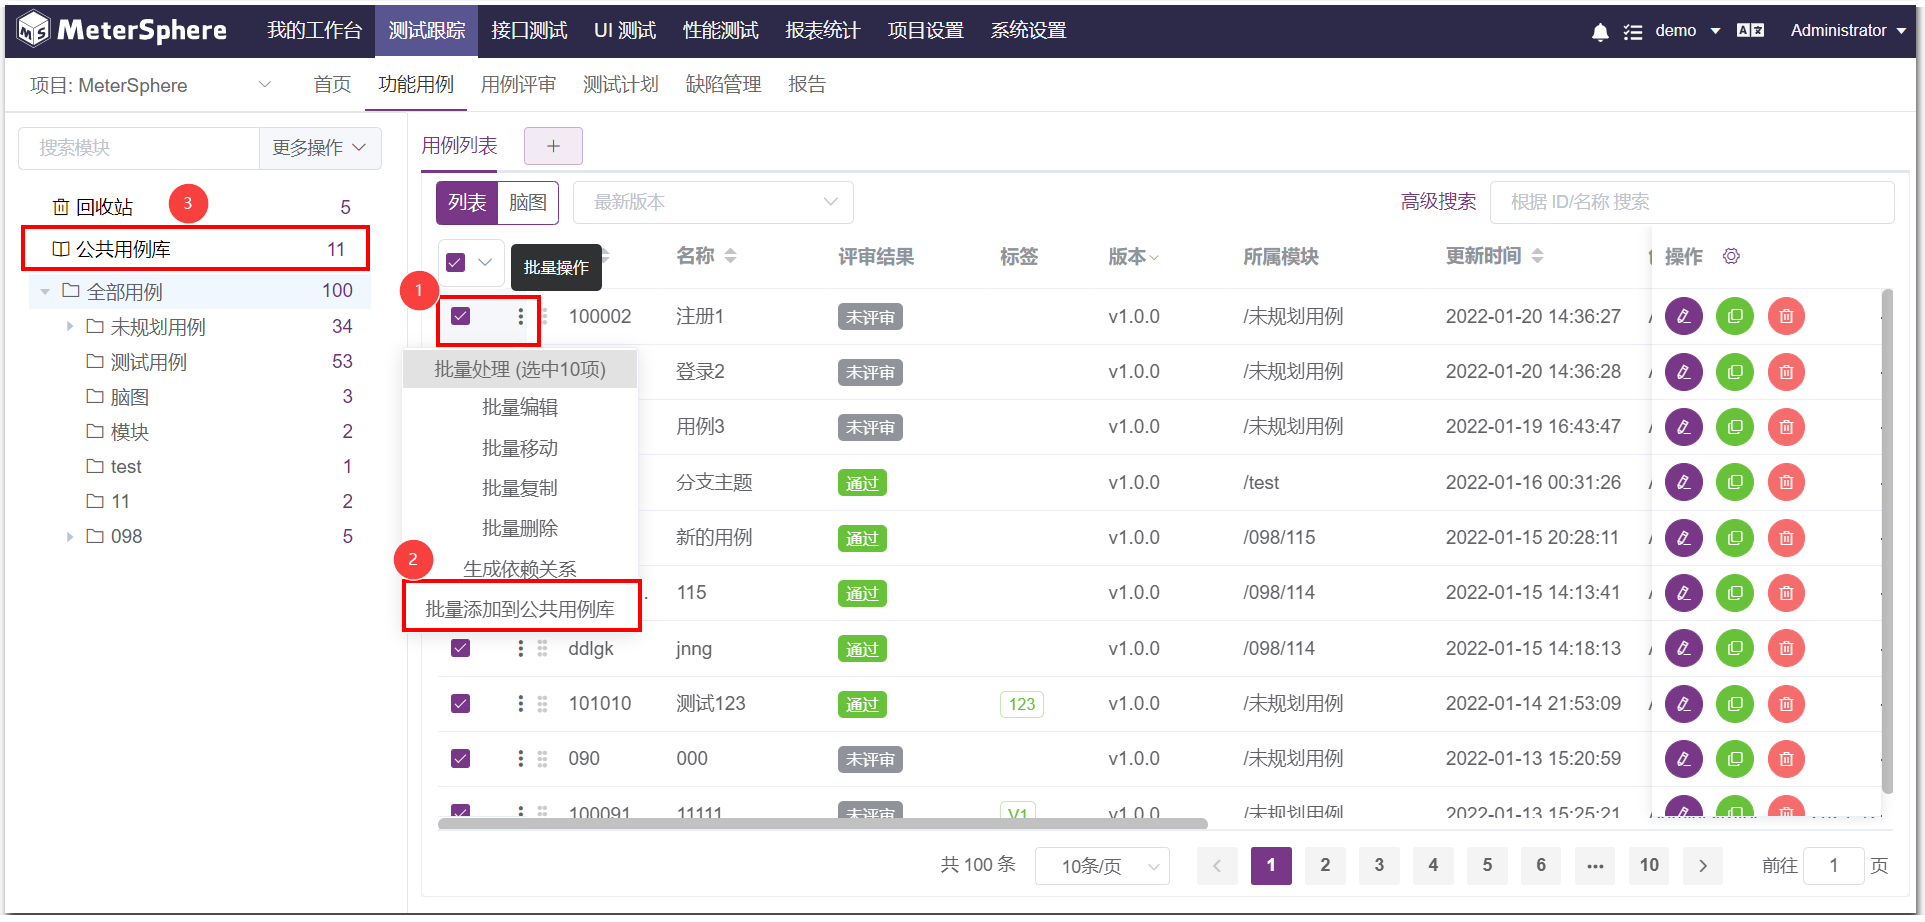 MeterSphere 我的工作台 测试跟踪 接口测试 UI 测试 性能测试 报表统计 项目设置 系统设置 demo Administrator
项目: MeterSphere 首页 功能用例 用例评审 测试计划 缺陷管理 报告
搜索模块 更多操作
回收站 3 5
公共用例库 11
全部用例 100
未规划用例 34
测试用例 53
脑图 3
模块 2
test 1
11 2
098 5
用例列表 +
列表 脑图 最新版本 高级搜索 根据 ID/名称 搜索
批量操作 名称 评审结果 标签 版本 所属模块 更新时间 操作
1
100002 注册1 未评审 v1.0.0 /未规划用例 2022-01-20 14:36:27
登录2 未评审 v1.0.0 /未规划用例 2022-01-20 14:36:28
用例3 未评审 v1.0.0 /未规划用例 2022-01-19 16:43:47
分支主题 通过 v1.0.0 /test 2022-01-16 00:31:26
新的用例 通过 v1.0.0 /098/115 2022-01-15 20:28:11
115 通过 v1.0.0 /098/114 2022-01-15 14:13:41
批量处理 (选中10项)
批量编辑
批量移动
批量复制
批量删除
2
生成依赖关系
批量添加到公共用例库
ddlgk jnng 通过 v1.0.0 /098/114 2022-01-15 14:18:13
101010 测试123 通过 123 v1.0.0 /未规划用例 2022-01-14 21:53:09
090 000 未评审 v1.0.0 /未规划用例 2022-01-13 15:20:59
100091 11111 未评审 V1 v1.0.0 /未规划用例 2022-01-13 15:25:21
共 100 条 10条/页 1 2 3 4 5 6 ••• 10 前往 1 页